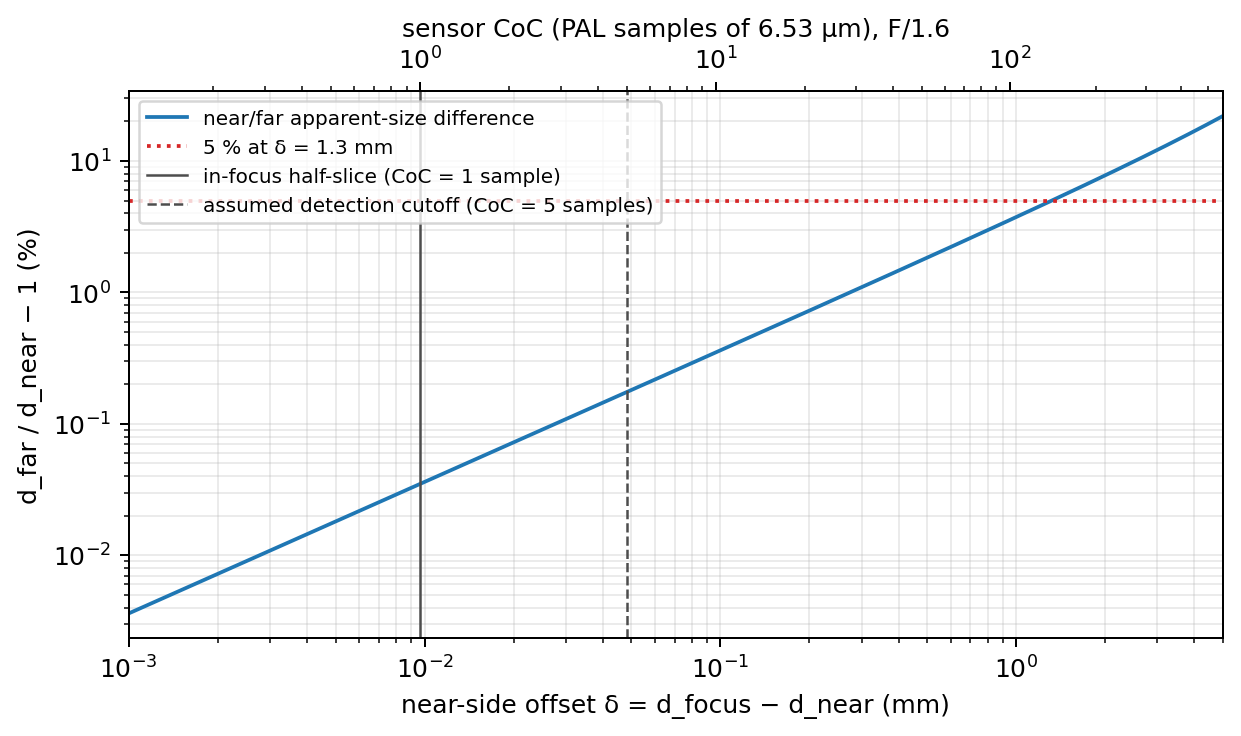 sensor CoC (PAL samples of 6.53 µm), F/1.6
10⁰ 10¹ 10²
near/far apparent-size difference
5 % at δ = 1.3 mm
in-focus half-slice (CoC = 1 sample)
assumed detection cutoff (CoC = 5 samples)
d_far / d_near − 1 (%)
10¹
10⁰
10⁻¹
10⁻²
10⁻³ 10⁻² 10⁻¹ 10⁰
near-side offset δ = d_focus − d_near (mm)